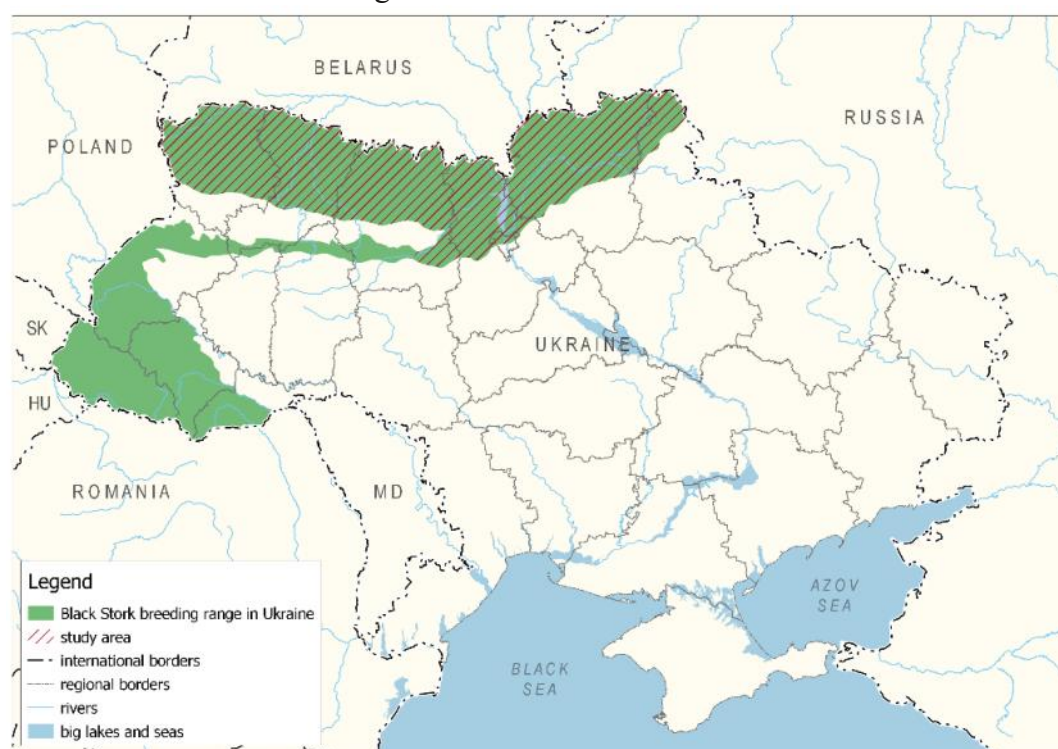 BELARUS
RUSSIA
POLAND
SK
UKRAINE
HU
ROMANIA
MD
AZOV
SEA
BLACK
SEA
Legend
Black Stork breeding range in Ukraine
study area
international borders
regional borders
rivers
big lakes and seas